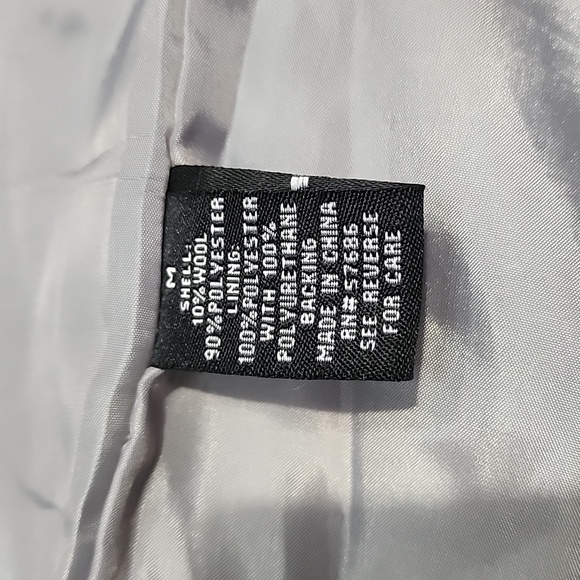 M
SHELL:
10%WOOL
90%POLYESTER
LINING:
100%POLYESTER
WITH 100%
POLYURETHANE
BACKING
MADE IN CHINA
RN# 57686
SEE REVERSE
FOR CARE